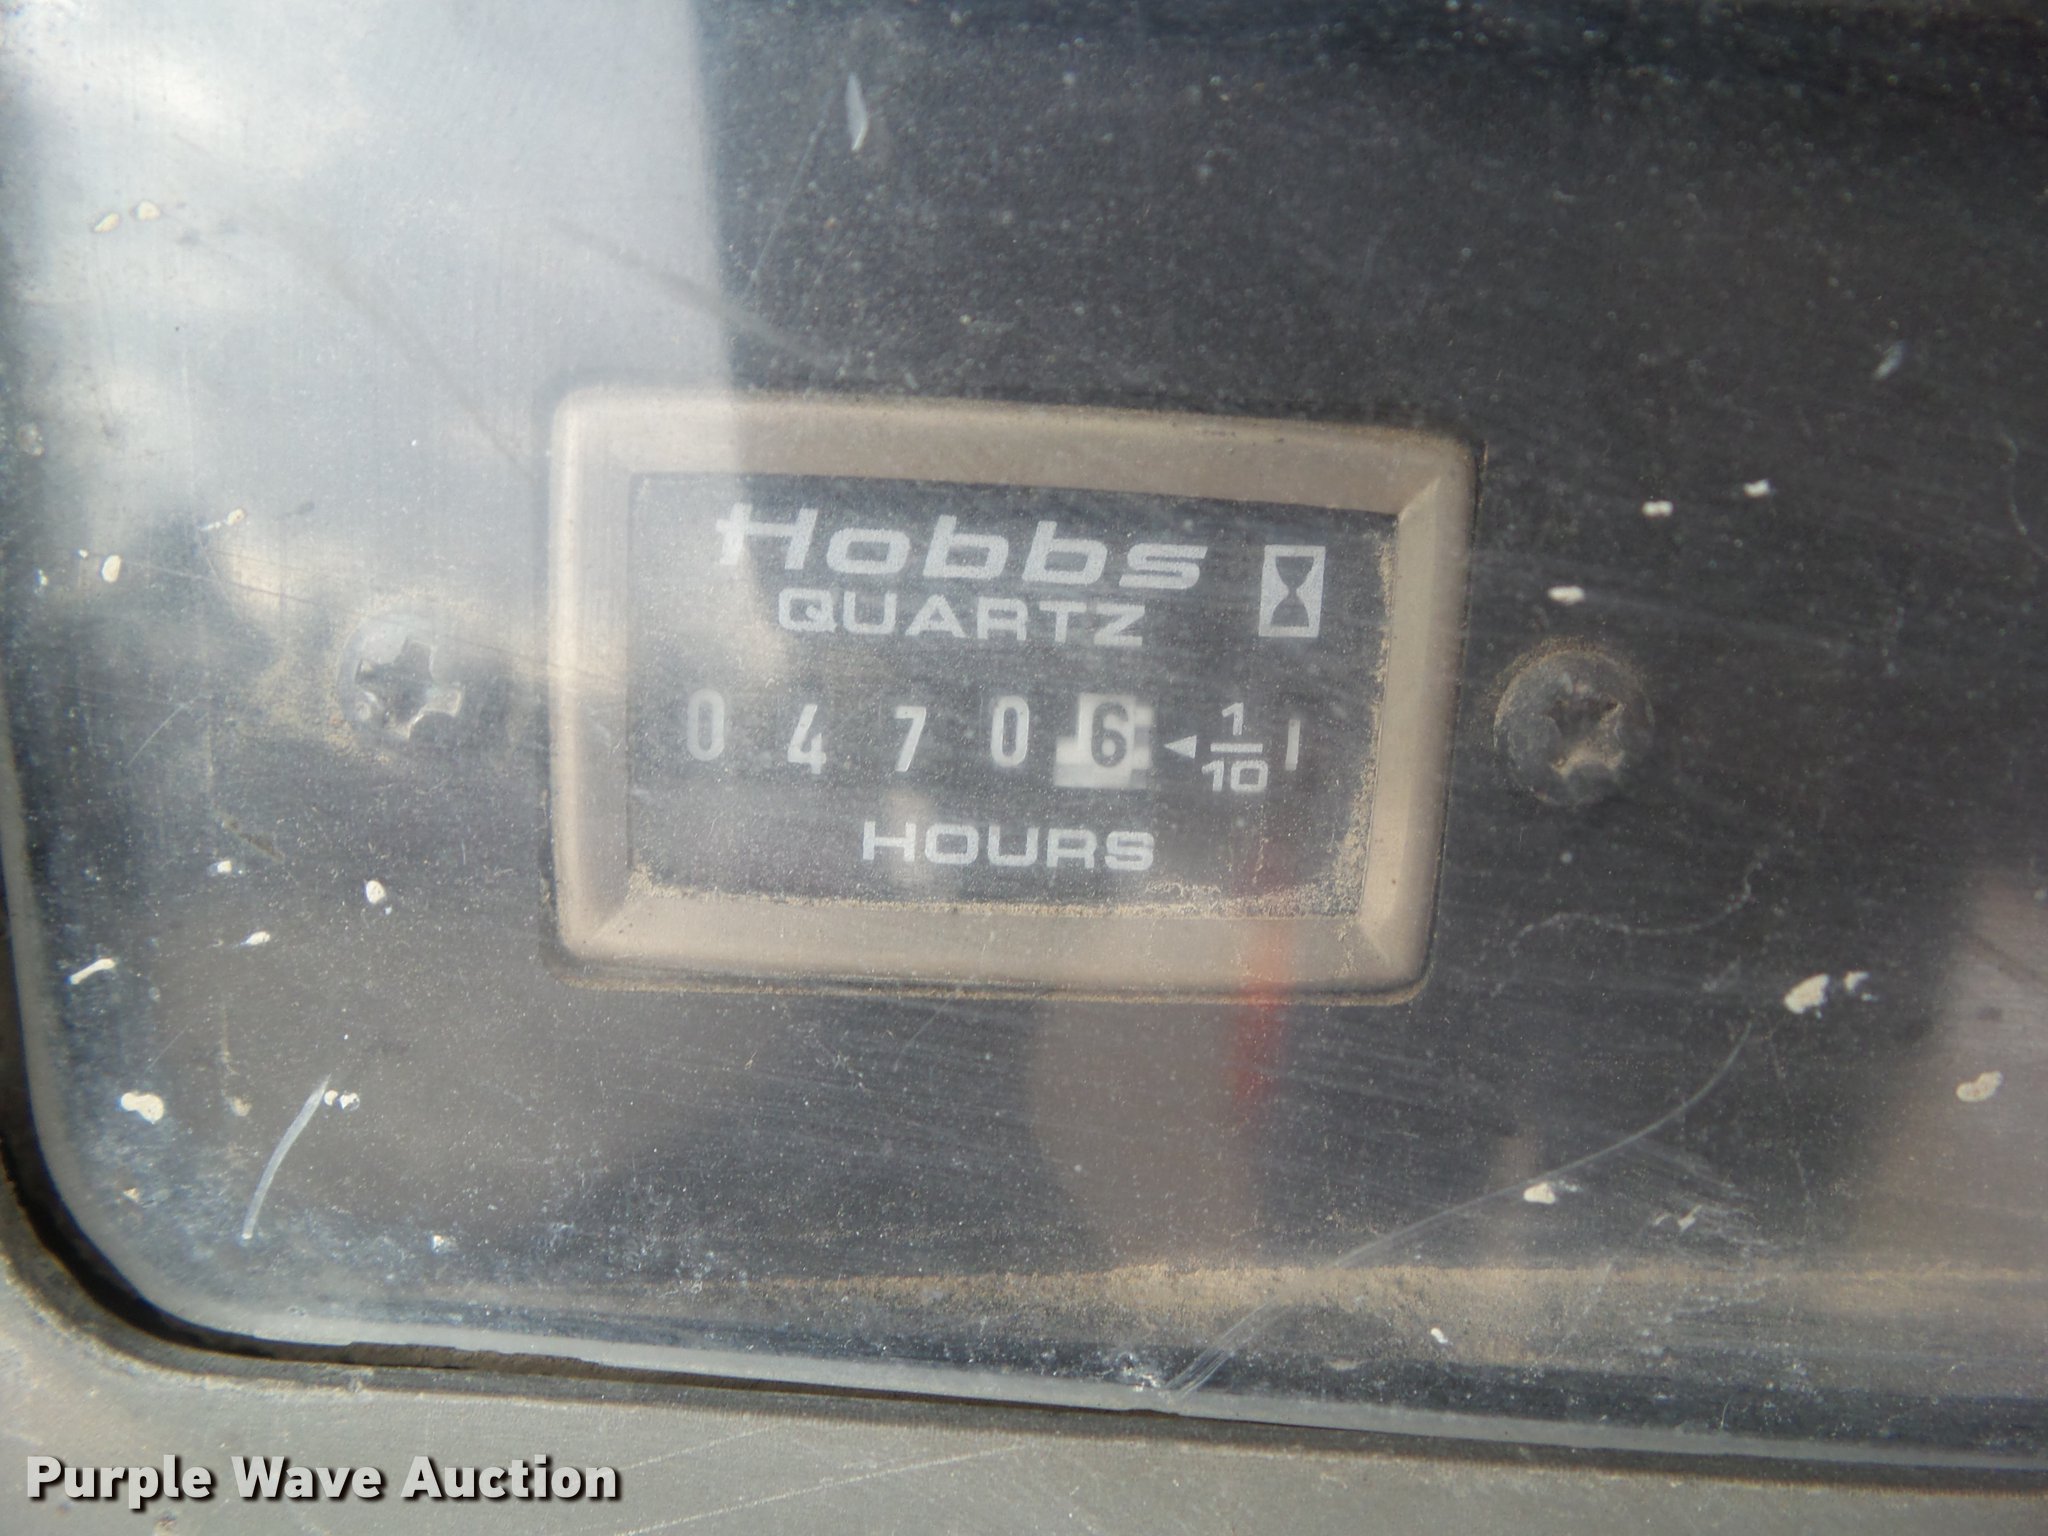 Hobbs
QUARTZ
0 4 7 0 6 ◄ 1/10
HOURS
Purple Wave Auction